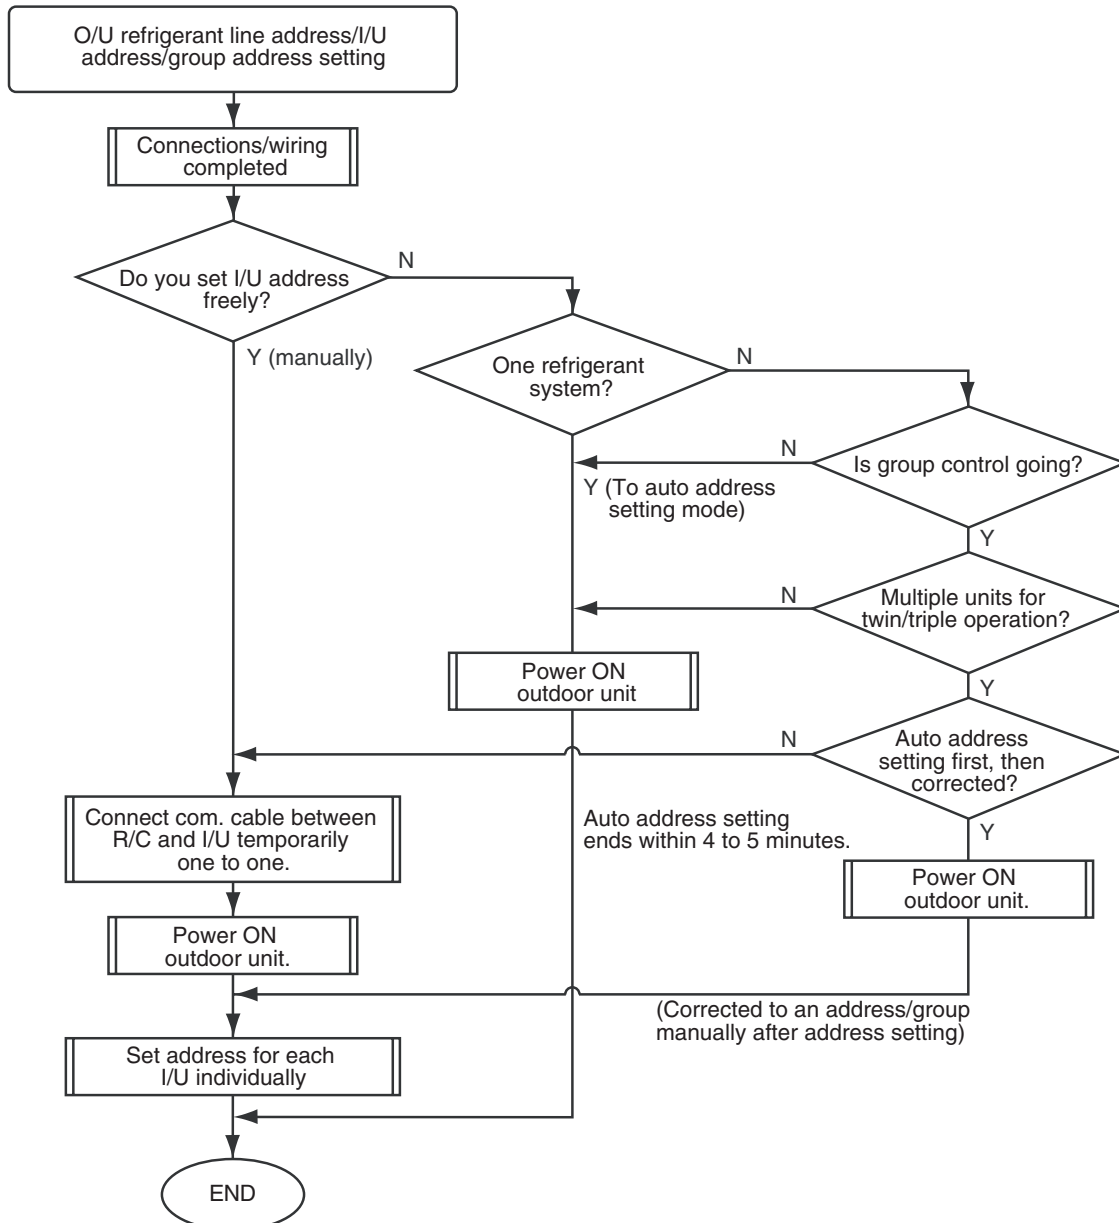 O/U refrigerant line address/I/U
address/group address setting
Connections/wiring
completed
Do you set I/U address
freely?
N
Y (manually)
One refrigerant
system?
N
Is group control going?
N
Y (To auto address
setting mode)
Y
Multiple units for
twin/triple operation?
N
Power ON
outdoor unit
Y
Auto address
setting first, then
corrected?
N
Connect com. cable between
R/C and I/U temporarily
one to one.
Auto address setting
ends within 4 to 5 minutes.
Y
Power ON
outdoor unit.
Power ON
outdoor unit.
(Corrected to an address/group
manually after address setting)
Set address for each
I/U individually
END